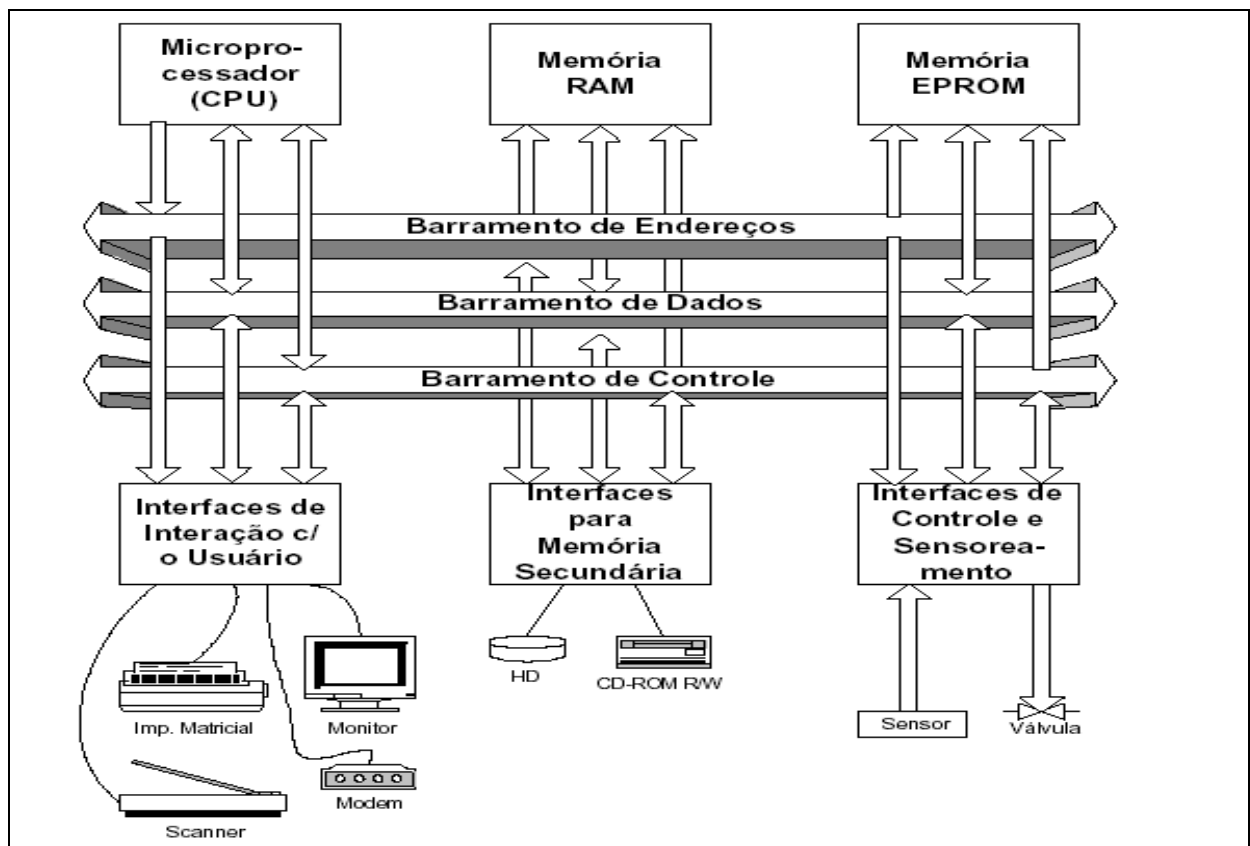 Micropro-
cessador
(CPU)
Memória
RAM
Memória
EPROM
Barramento de Endereços
Barramento de Dados
Barramento de Controle
Interfaces de
Interação c/
o Usuário
Interfaces
para
Memória
Secundária
Interfaces de
Controle e
Sensorea-
mento
HD
CD-ROM R/W
Imp. Matricial
Monitor
Sensor
Válvula
Modem
Scanner